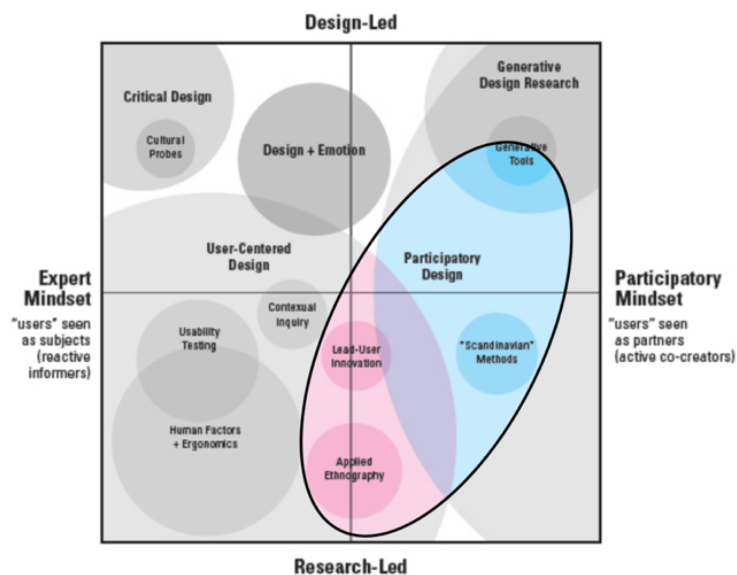 Design-Led
Critical Design
Cultural
Probes
Design + Emotion
Generative
Design Research
Generative
Tools
User-Centered
Design
Participatory
Design
Expert
Mindset
"users" seen
as subjects
(reactive
informers)
Participatory
Mindset
"users" seen
as partners
(active co-creators)
Contexual
Inquiry
Usability
Testing
Lead-User
Innovation
"Scandinavian"
Methods
Human Factors
+ Ergonomics
Applied
Ethnography
Research-Led